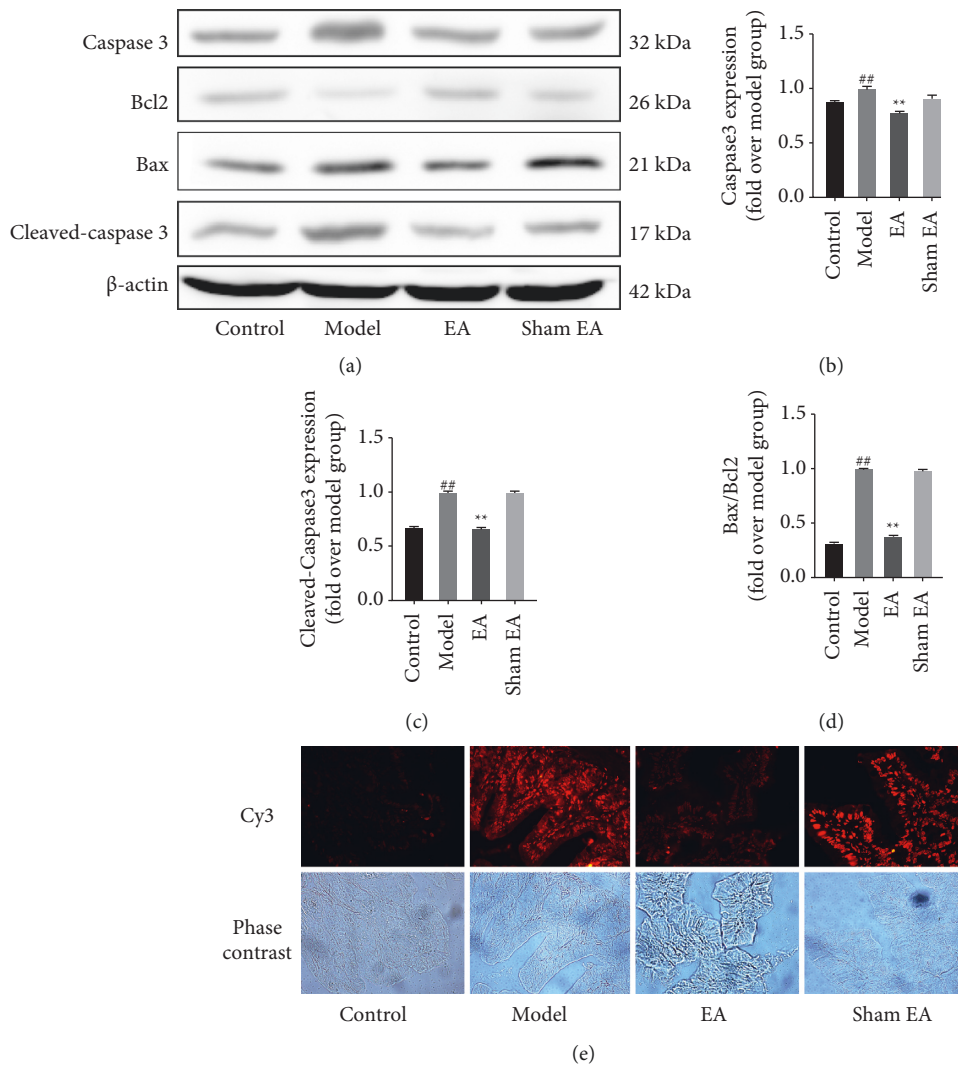 Caspase 3
32 kDa
Bcl2
26 kDa
Bax
21 kDa
Cleaved-caspase 3
17 kDa
β-actin
42 kDa
Control Model EA Sham EA
(a)
Caspase3 expression
(fold over model group)
1.5
1.0
0.5
0.0
##
**
Control
Model
EA
Sham EA
(b)
Cleaved-Caspase3 expression
(fold over model group)
1.5
1.0
0.5
0.0
##
**
Control
Model
EA
Sham EA
(c)
Bax/Bcl2
(fold over model group)
1.5
1.0
0.5
0.0
##
**
Control
Model
EA
Sham EA
(d)
Cy3
Phase
contrast
Control Model EA Sham EA
(e)